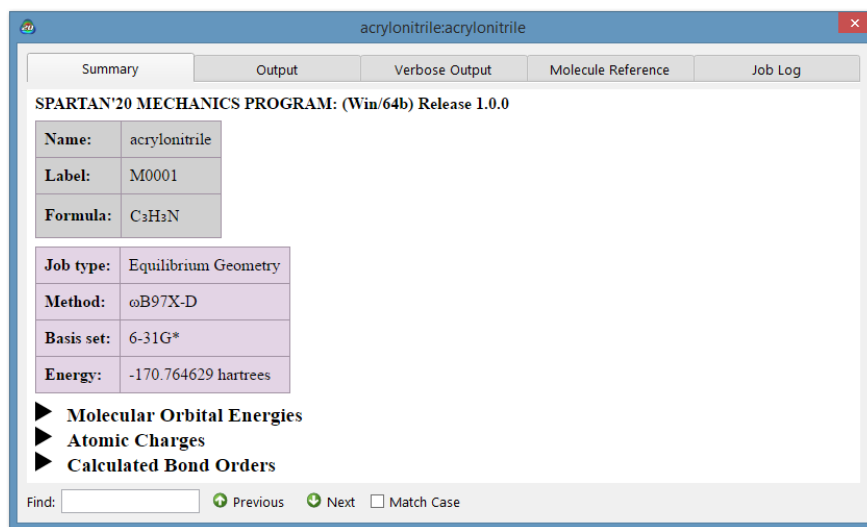 acrylonitrile:acrylonitrile
Summary Output Verbose Output Molecule Reference Job Log
SPARTAN'20 MECHANICS PROGRAM: (Win/64b) Release 1.0.0
Name: acrylonitrile
Label: M0001
Formula: C₃H₃N
Job type: Equilibrium Geometry
Method: ωB97X-D
Basis set: 6-31G*
Energy: -170.764629 hartrees
Molecular Orbital Energies
Atomic Charges
Calculated Bond Orders
Find: Previous Next Match Case